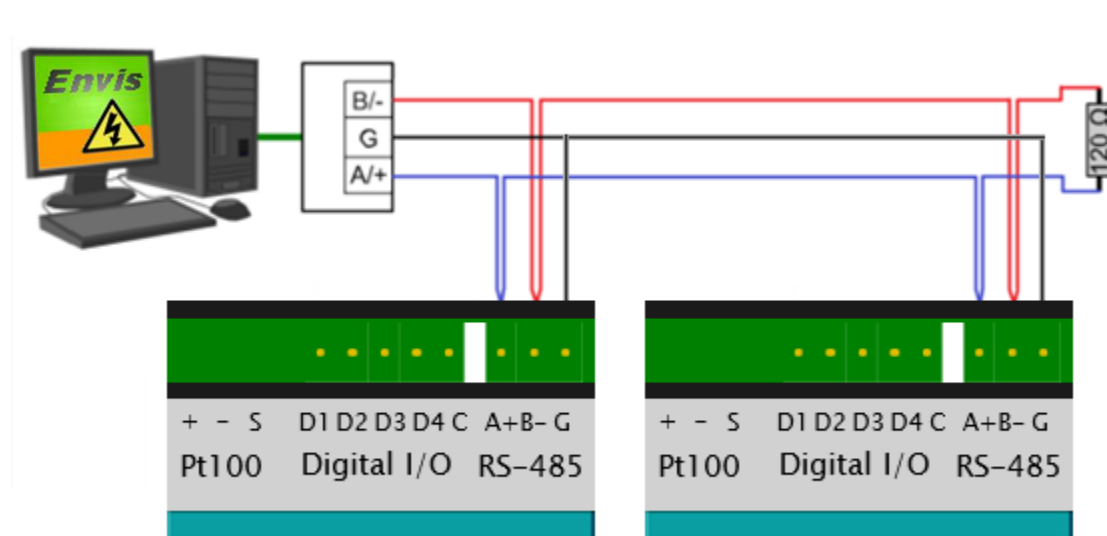 Envis
B/-
G
A/+
120 Ω
+ - S D1 D2 D3 D4 C A+B- G
Pt100 Digital I/O RS-485
+ - S D1 D2 D3 D4 C A+B- G
Pt100 Digital I/O RS-485